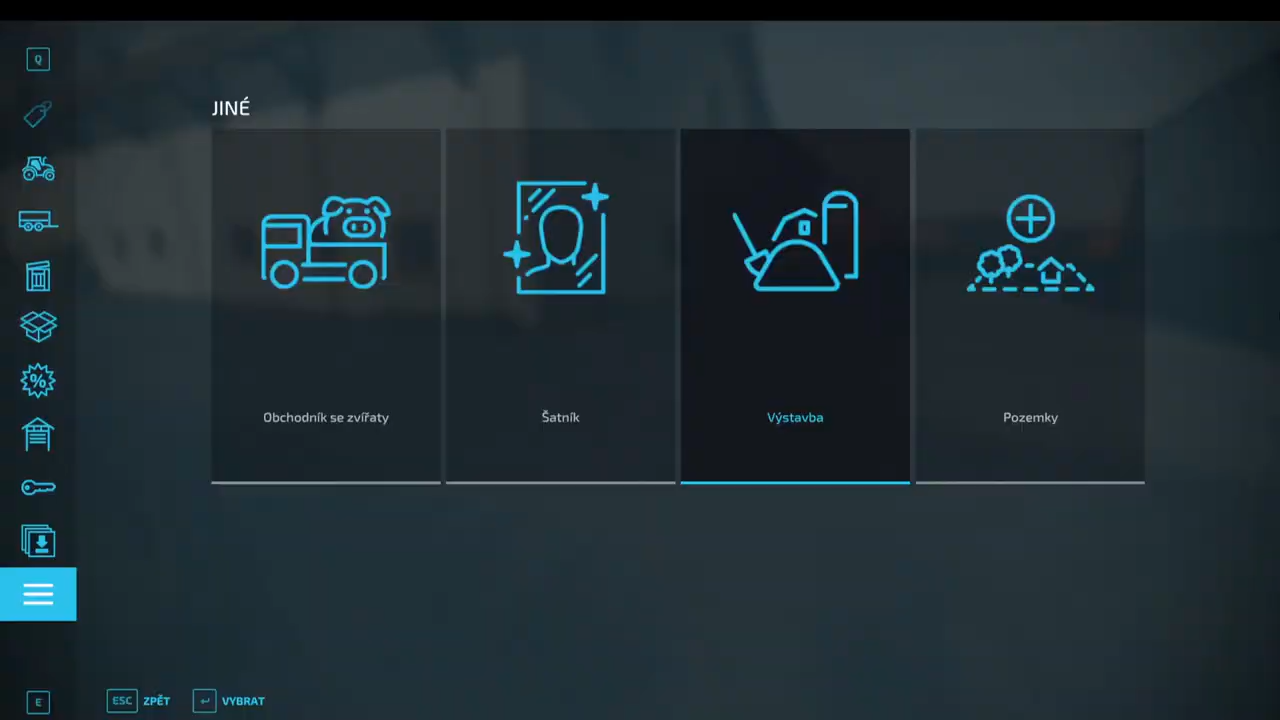 Q
JINÉ
Obchodník se zvířaty
Šatník
Výstavba
Pozemky
%
E
ESC ZPĚT
VYBRAT